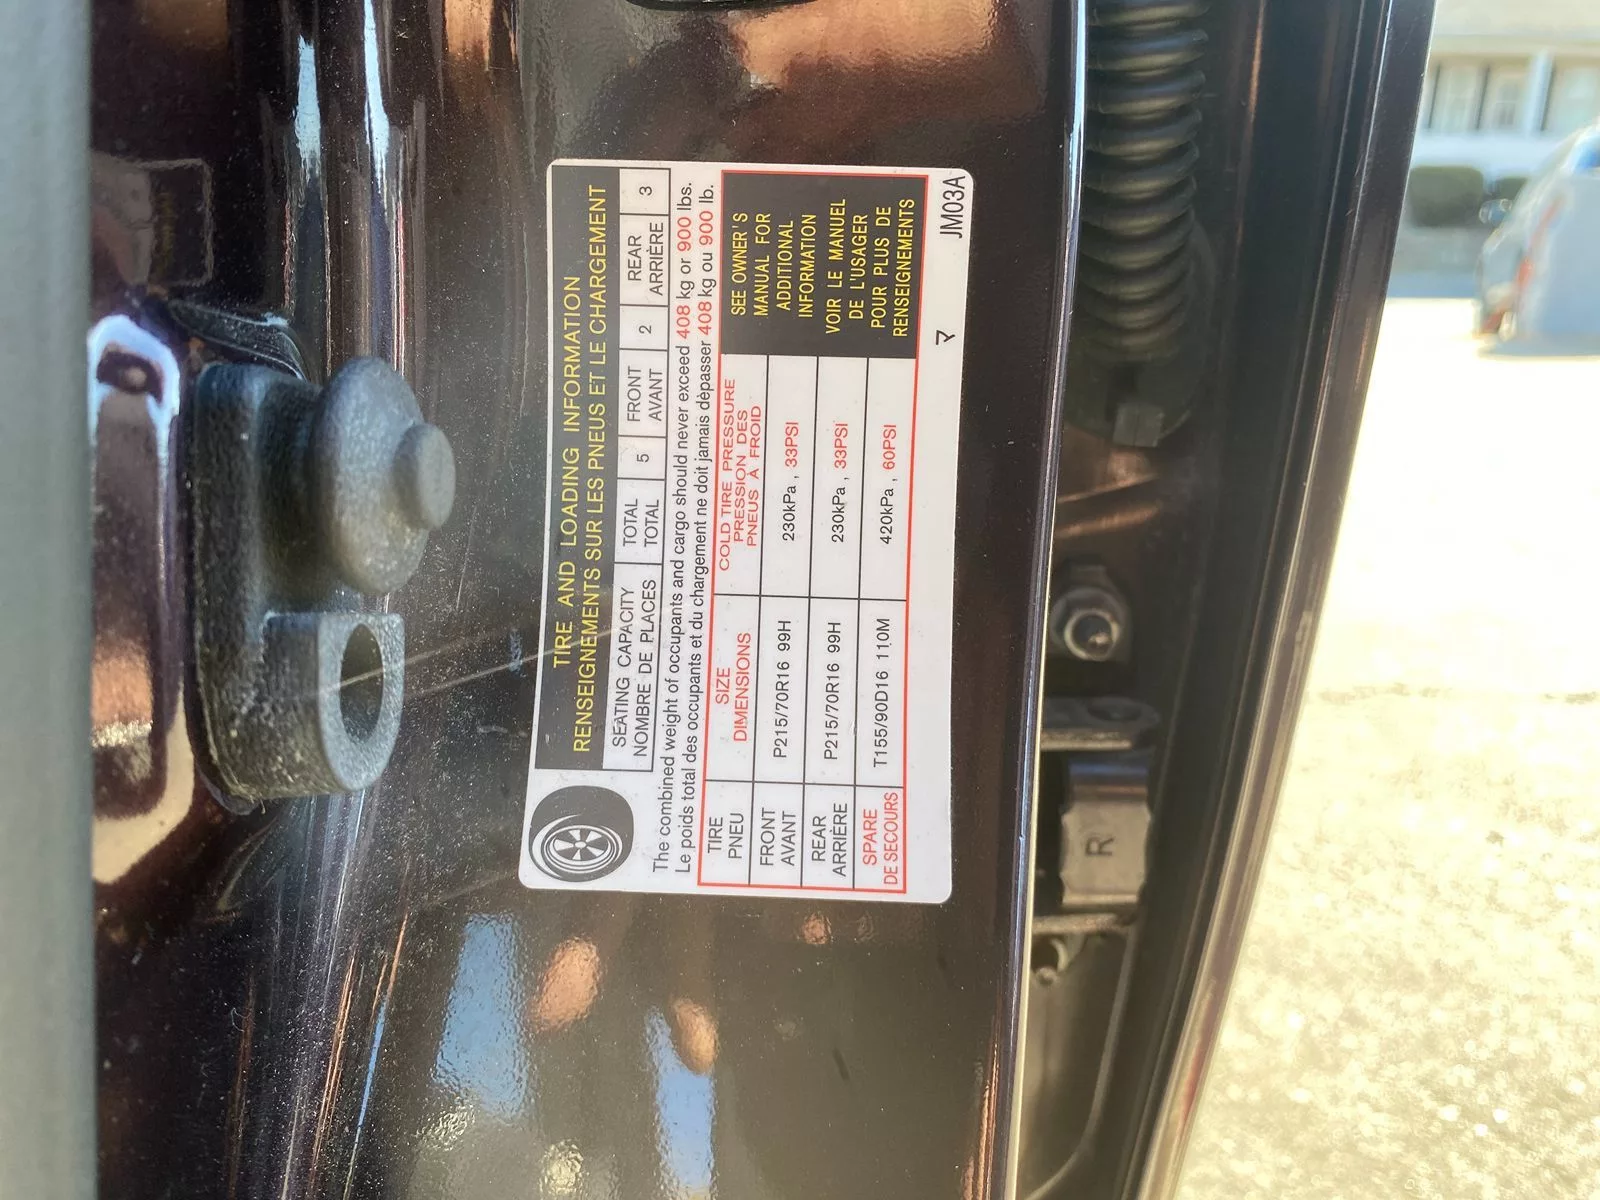 TIRE AND LOADING INFORMATION
RENSEIGNEMENTS SUR LES PNEUS ET LE CHARGEMENT
SEATING CAPACITY TOTAL 5 FRONT 2 REAR 3
NOMBRE DE PLACES TOTAL AVANT ARRIÈRE
The combined weight of occupants and cargo should never exceed 408 kg or 900 lbs.
Le poids total des occupants et du chargement ne doit jamais dépasser 408 kg ou 900 lb.
TIRE
PNEU
SIZE
DIMENSIONS
COLD TIRE PRESSURE
PRESSION DES
PNEUS À FROID
FRONT
AVANT
P215/70R16 99H
230kPa , 33PSI
REAR
ARRIÈRE
P215/70R16 99H
230kPa , 33PSI
SPARE
DE SECOURS
T155/90D16 110M
420kPa , 60PSI
SEE OWNER'S
MANUAL FOR
ADDITIONAL
INFORMATION
VOIR LE MANUEL
DE L'USAGER
POUR PLUS DE
RENSEIGNEMENTS
マ JM03A
R